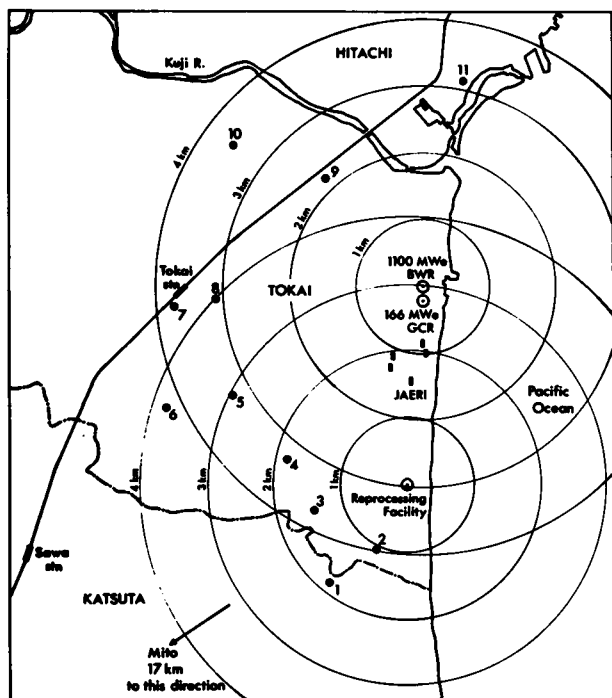 HITACHI
Kuji R.
11
10
4 km
3 km
9
2 km
1 km
1100 MWe
BWR
Tokai
stn
8
TOKAI
7
166 MWe
GCR
JAERI
Pacific
Ocean
6
5
4
4 km
3 km
2 km
1 km
3
Reprocessing
Facility
2
Sawa
stn
1
KATSUTA
Mito
17 km
to this direction